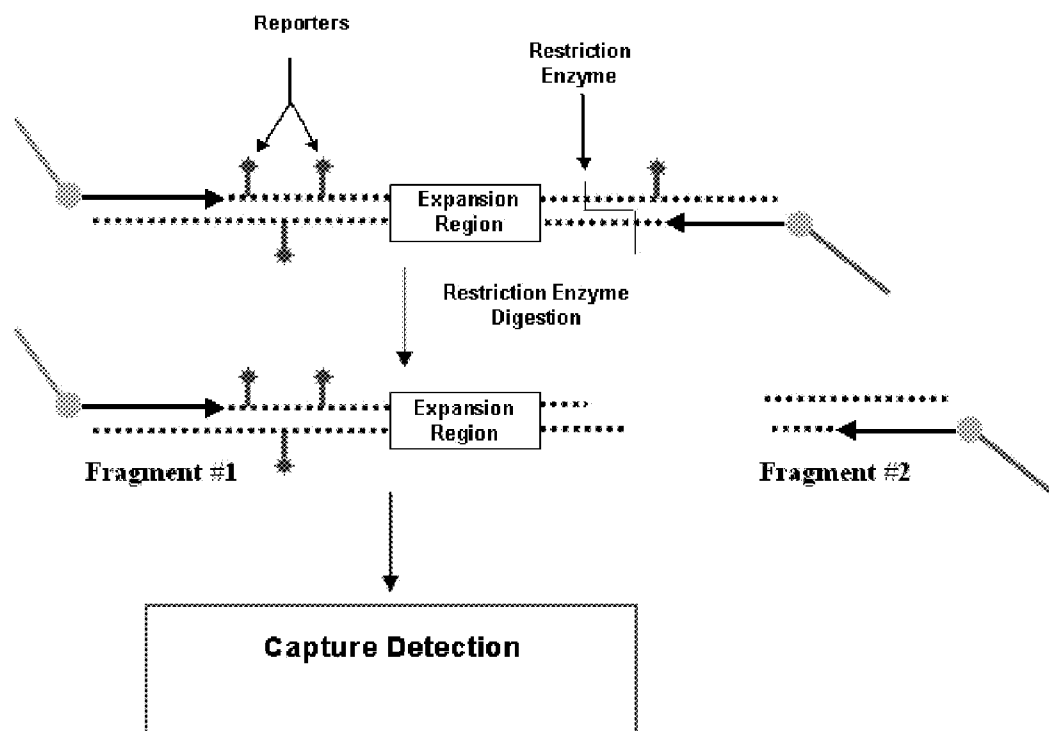 Reporters
Restriction
Enzyme
Expansion
Region
Restriction Enzyme
Digestion
Expansion
Region
Fragment #1
Fragment #2
Capture Detection